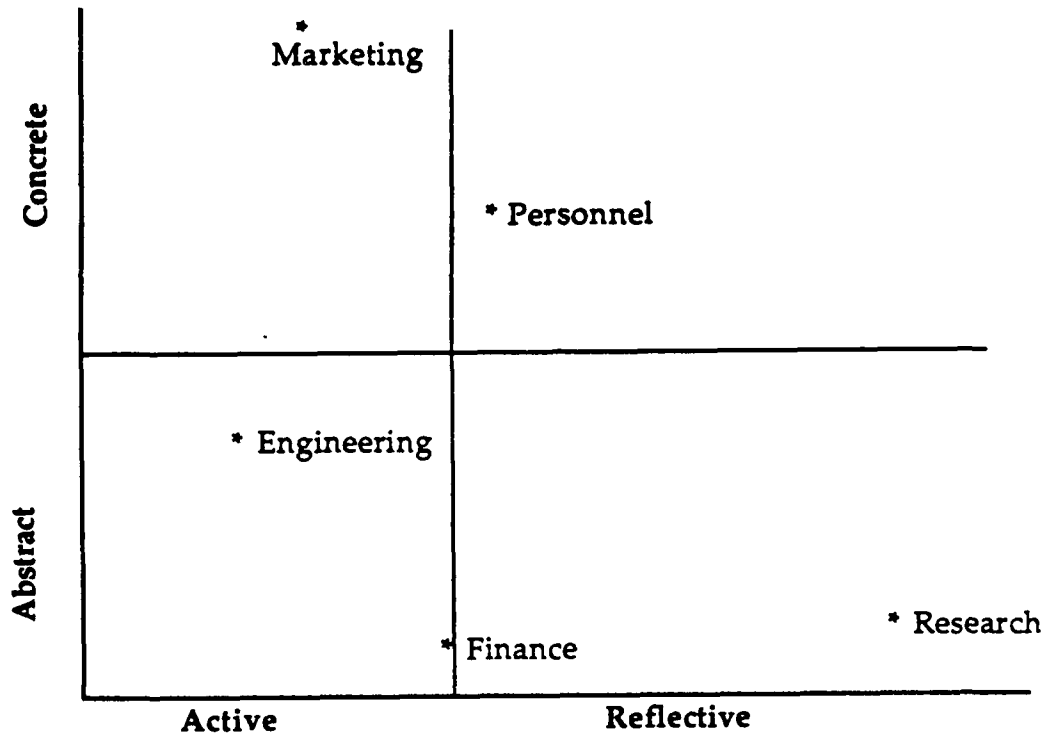 Marketing
Concrete
* Personnel
* Engineering
Abstract
* Research
* Finance
Active
Reflective